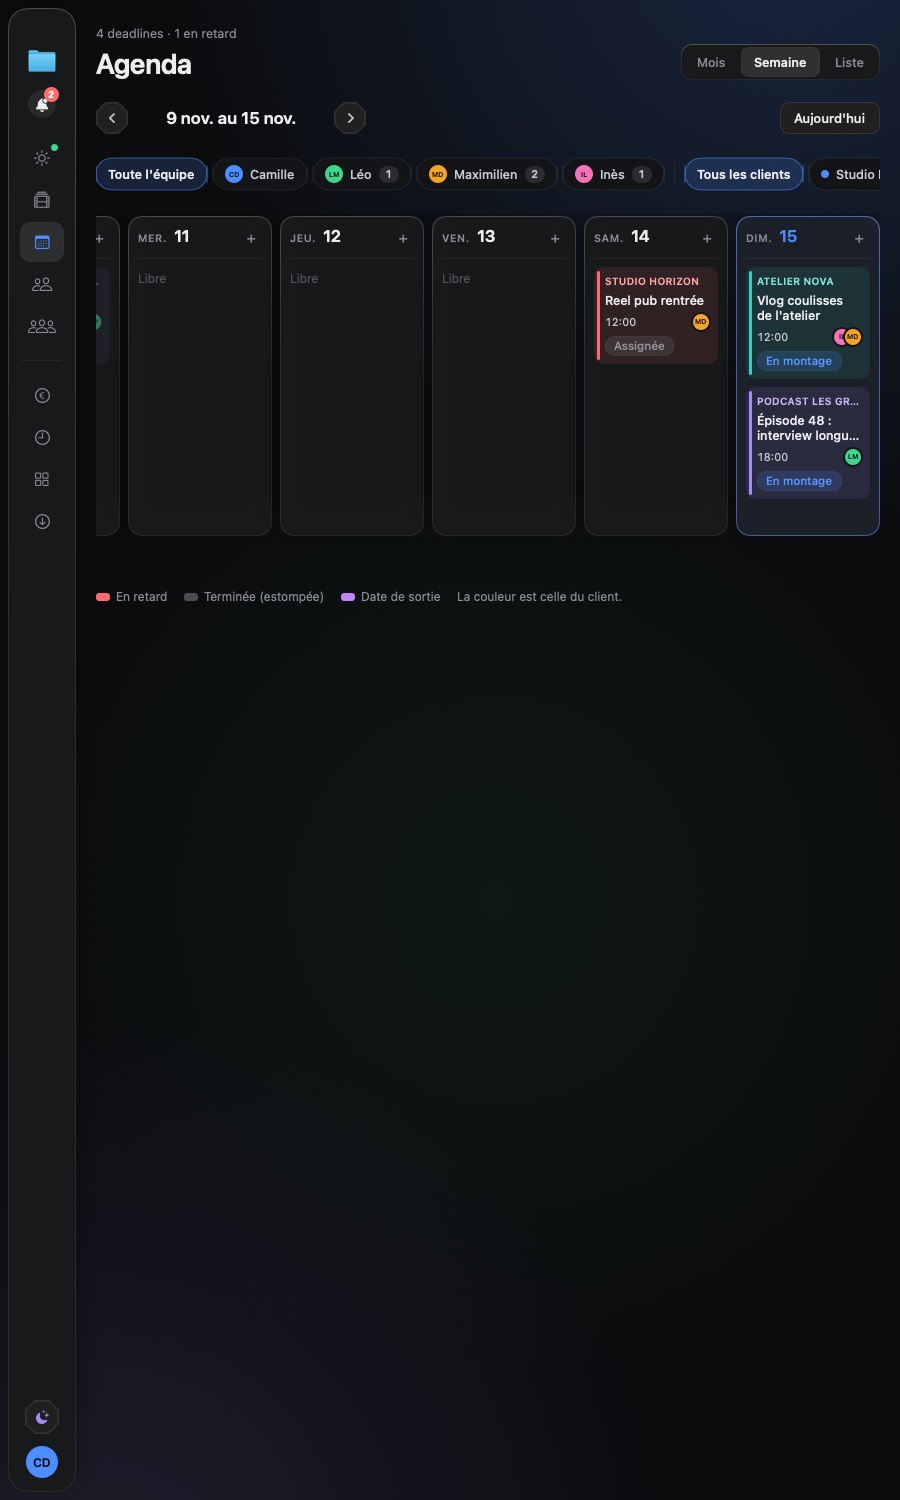 4 deadlines · 1 en retard
Agenda
Mois
Semaine
Liste
2
9 nov. au 15 nov.
Aujourd'hui
Toute l'équipe
CD Camille
LM Léo 1
MD Maximilien 2
IL Inès 1
Tous les clients
Studio
MER. 11 +
JEU. 12 +
VEN. 13 +
SAM. 14 +
DIM. 15 +
Libre
Libre
Libre
STUDIO HORIZON
Reel pub rentrée
12:00 MD
Assignée
ATELIER NOVA
Vlog coulisses
de l'atelier
12:00 MD
En montage
PODCAST LES GR…
Épisode 48 :
interview longu…
18:00 LM
En montage
En retard
Terminée (estompée)
Date de sortie
La couleur est celle du client.
CD